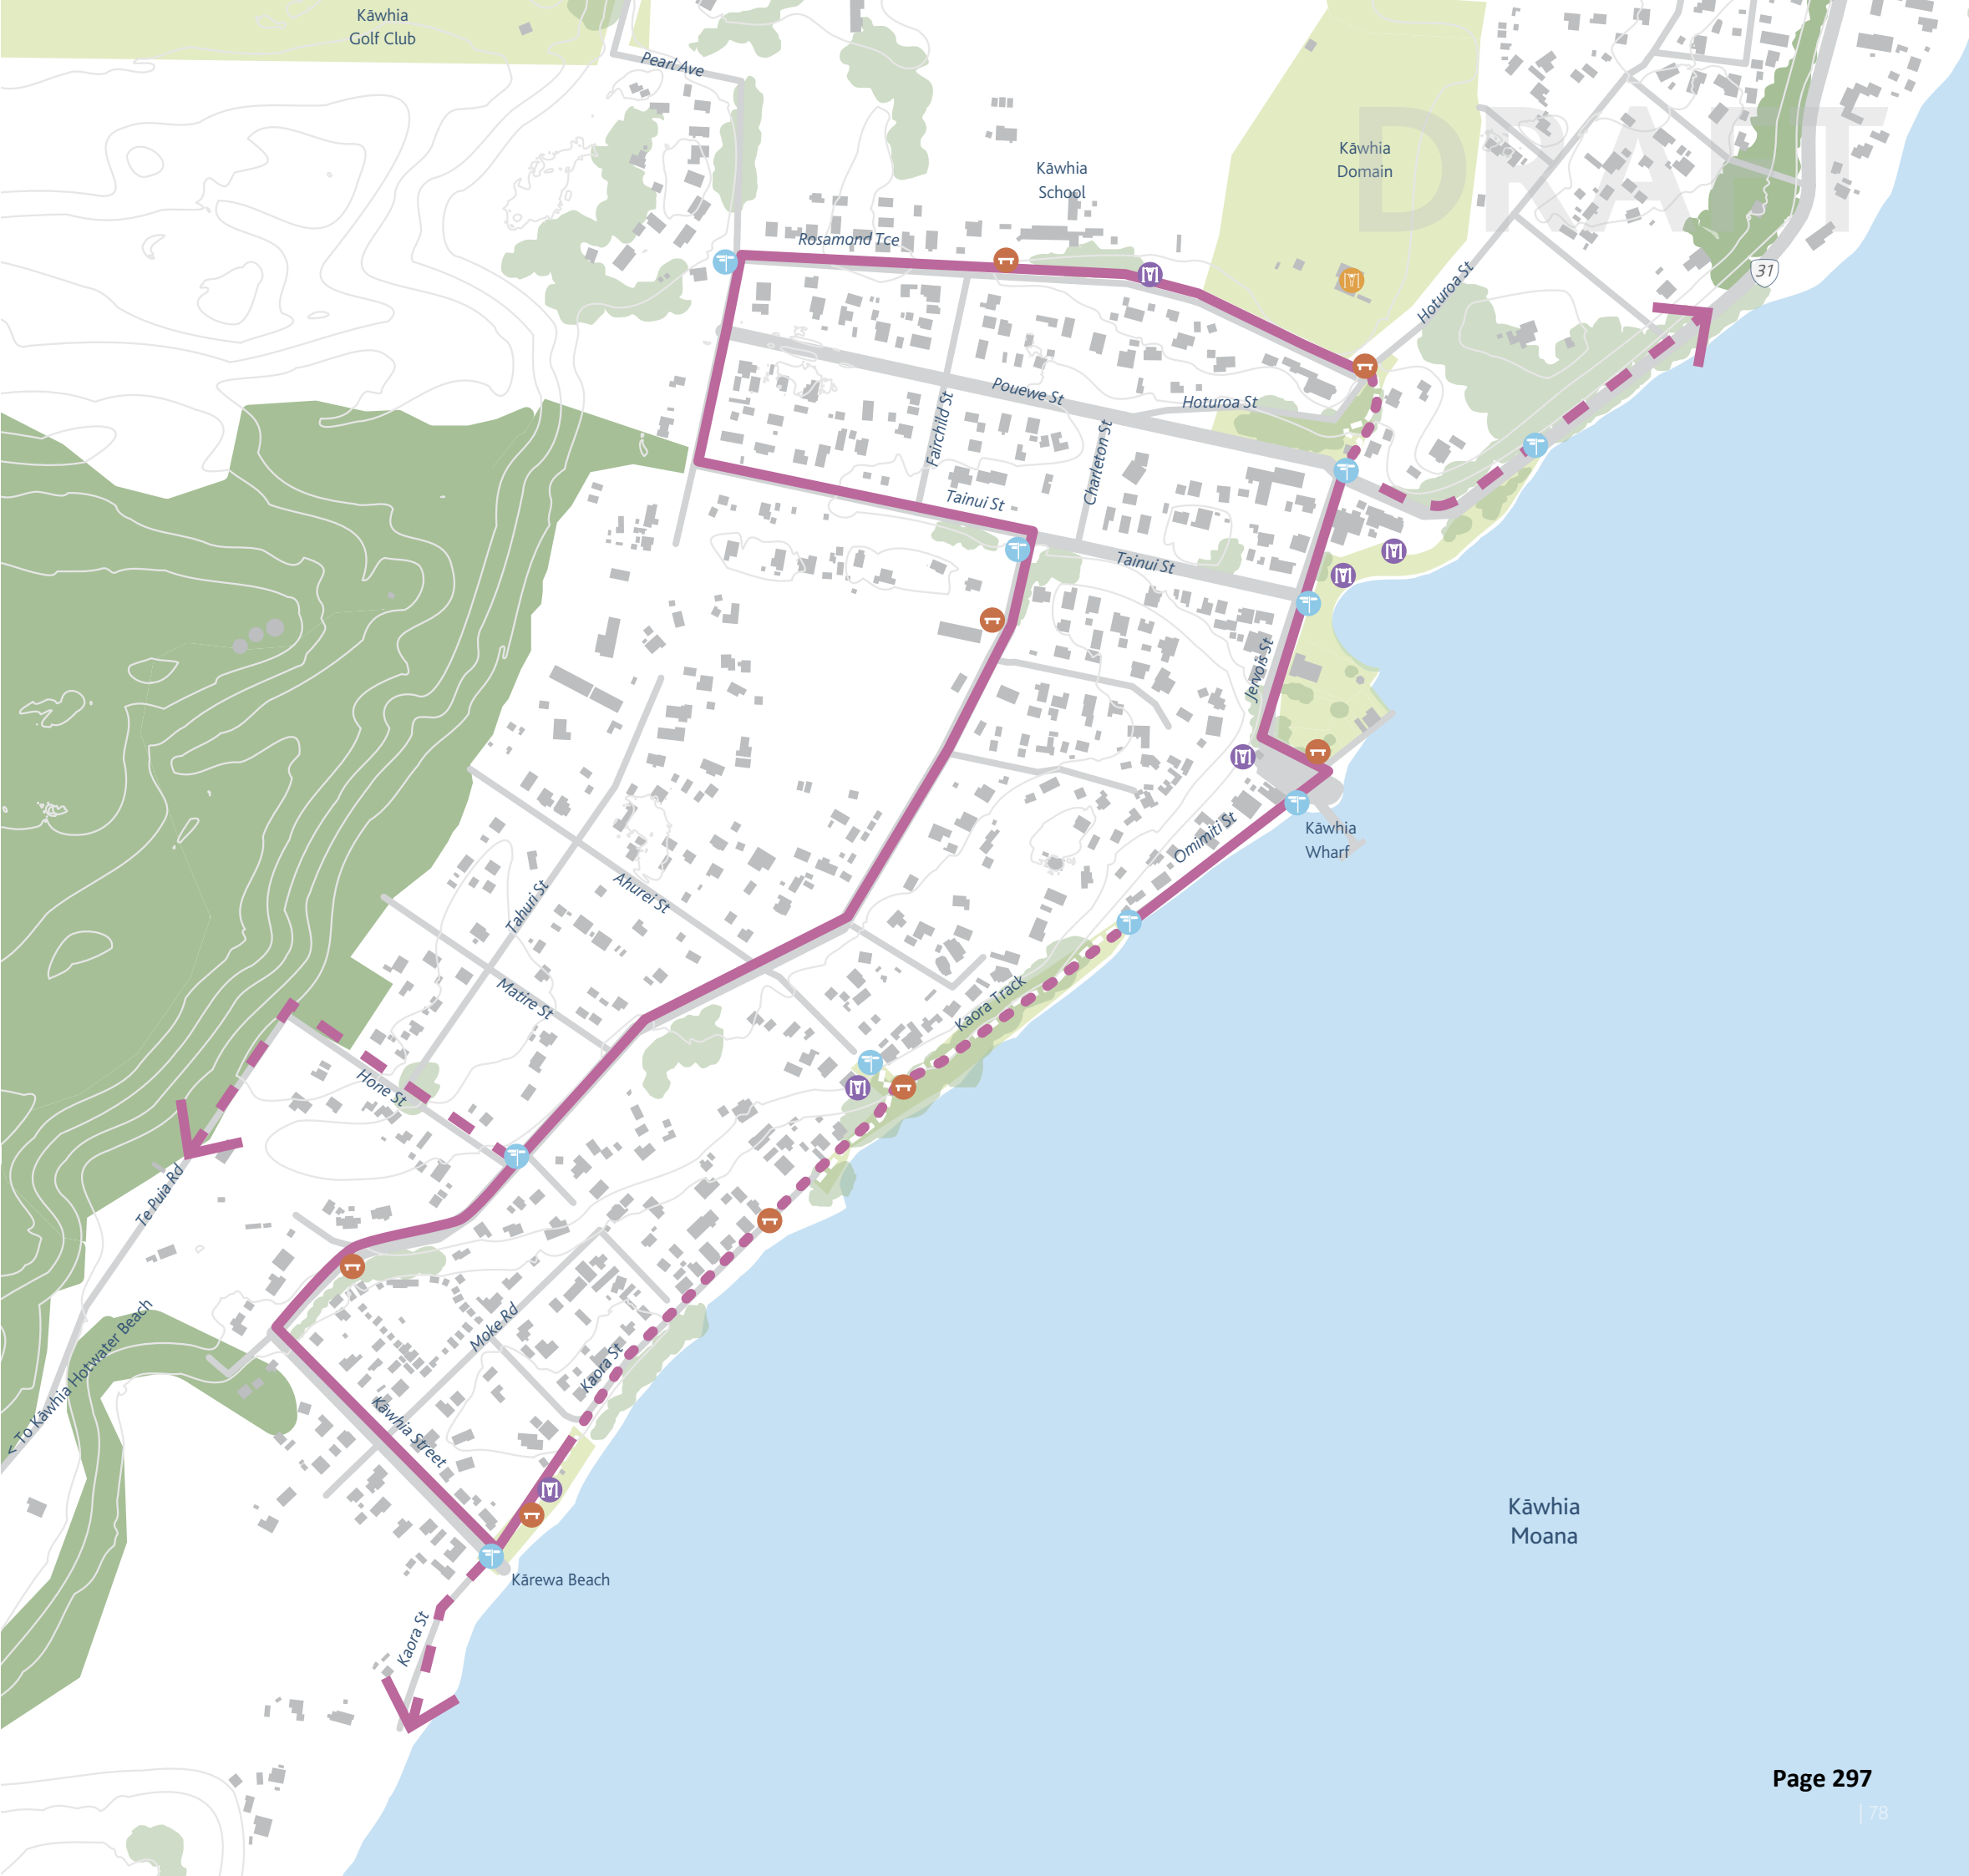 Kāwhia
Golf Club
Pearl Ave
DRAFT
Kāwhia
Domain
Kāwhia
School
Rosamond Tce
31
Hoturoa St
Pouewe St
Hoturoa St
Fairchild St
Charleton St
Tainui St
Tainui St
Jervois St
Omimiti St
Kāwhia
Wharf
Tahuri St
Ahurei St
Matire St
Kaora Track
Hone St
Te Puia Rd
< To Kāwhia Hotwater Beach
Moke Rd
Kaora St
Kāwhia Street
Kāwhia
Moana
Kārewa Beach
Kaora St
Page 297
| 78